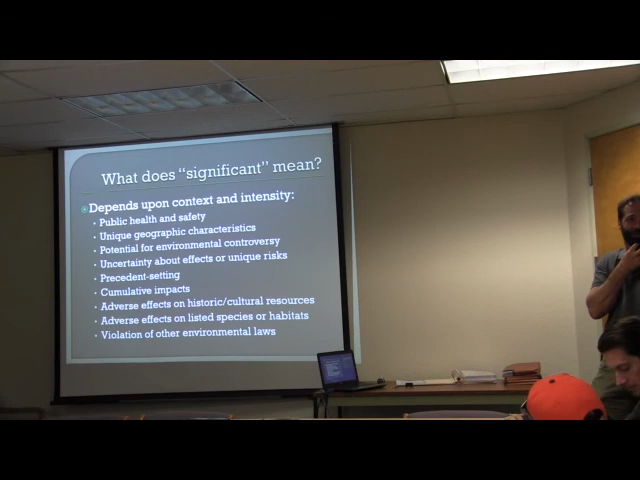 What does “significant” mean?
Depends upon context and intensity:
• Public health and safety
• Unique geographic characteristics
• Potential for environmental controversy
• Uncertainty about effects or unique risks
• Precedent-setting
• Cumulative impacts
• Adverse effects on historic/cultural resources
• Adverse effects on listed species or habitats
• Violation of other environmental laws